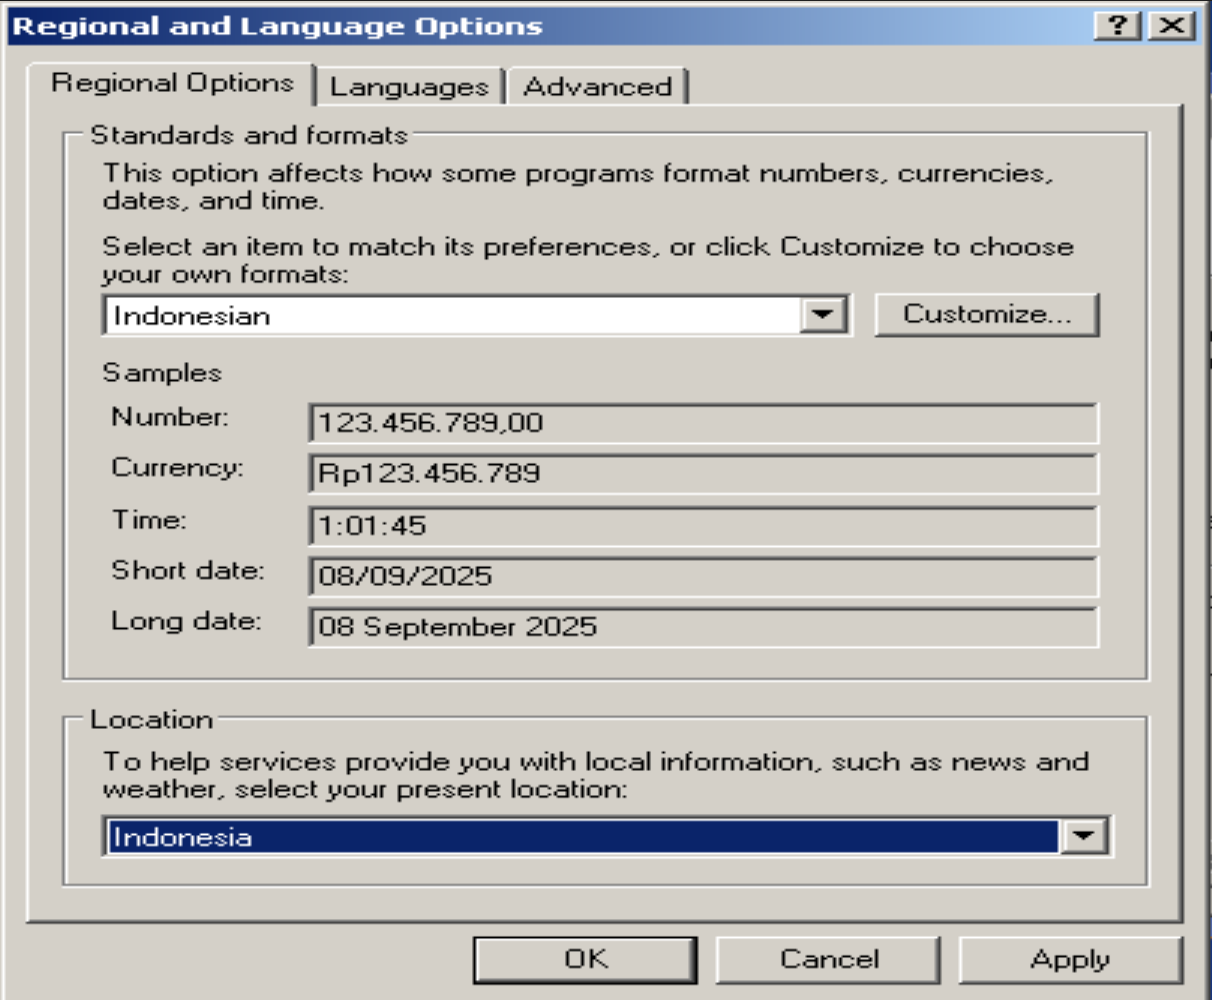 Regional and Language Options
Regional Options Languages Advanced
Standards and formats
This option affects how some programs format numbers, currencies,
dates, and time.
Select an item to match its preferences, or click Customize to choose
your own formats:
Indonesian Customize...
Samples
Number: 123.456.789,00
Currency: Rp123.456.789
Time: 1:01:45
Short date: 08/09/2025
Long date: 08 September 2025
Location
To help services provide you with local information, such as news and
weather, select your present location:
Indonesia
OK Cancel Apply